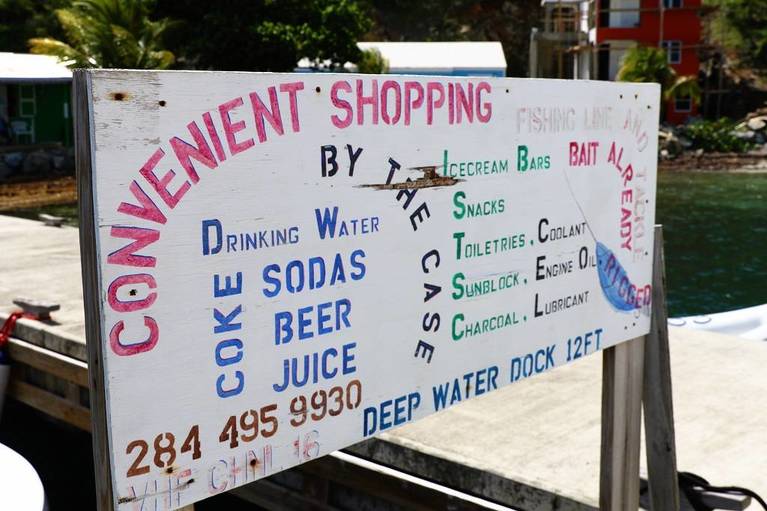 CONVENIENT SHOPPING
BY THE CASE
DRINKING WATER
COKE
SODAS
BEER
JUICE
284 495 9930
VHF CHNL 16
ICECREAM BARS
SNACKS
TOILETRIES, COOLANT
SUNBLOCK, ENGINE OIL
CHARCOAL, LUBRICANT
FISHING LINE AND TACKLE
BAIT ALREADY
RIGGED
DEEP WATER DOCK 12FT